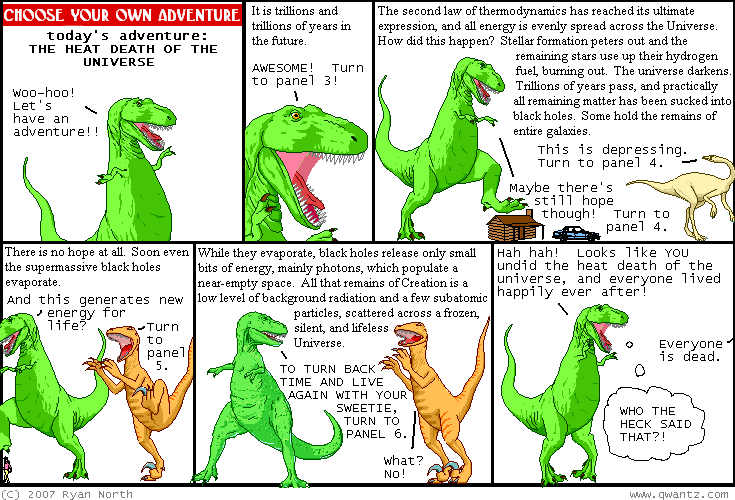 CHOOSE YOUR OWN ADVENTURE
today's adventure:
THE HEAT DEATH OF THE
UNIVERSE
Woo-hoo!
Let's
have an
adventure!!
It is trillions and
trillions of years in
the future.
AWESOME! Turn
to panel 3!
The second law of thermodynamics has reached its ultimate
expression, and all energy is evenly spread across the Universe.
How did this happen? Stellar formation peters out and the
remaining stars use up their hydrogen
fuel, burning out. The universe darkens.
Trillions of years pass, and practically
all remaining matter has been sucked into
black holes. Some hold the remains of
entire galaxies.
This is depressing.
Turn to panel 4.
Maybe there's
still hope
though! Turn to
panel 4.
There is no hope at all. Soon even
the supermassive black holes
evaporate.
And this generates new
energy for
life?
Turn
to
panel
5.
While they evaporate, black holes release only small
bits of energy, mainly photons, which populate a
near-empty space. All that remains of Creation is a
low level of background radiation and a few subatomic
particles, scattered across a frozen,
silent, and lifeless
Universe.
TO TURN BACK
TIME AND LIVE
AGAIN WITH YOUR
SWEETIE,
TURN TO
PANEL 6.
What?
No!
Hah hah! Looks like YOU
undid the heat death of the
universe, and everyone lived
happily ever after!
Everyone
is dead.
WHO THE
HECK SAID
THAT?!
(C) 2007 Ryan North
www.qwantz.com